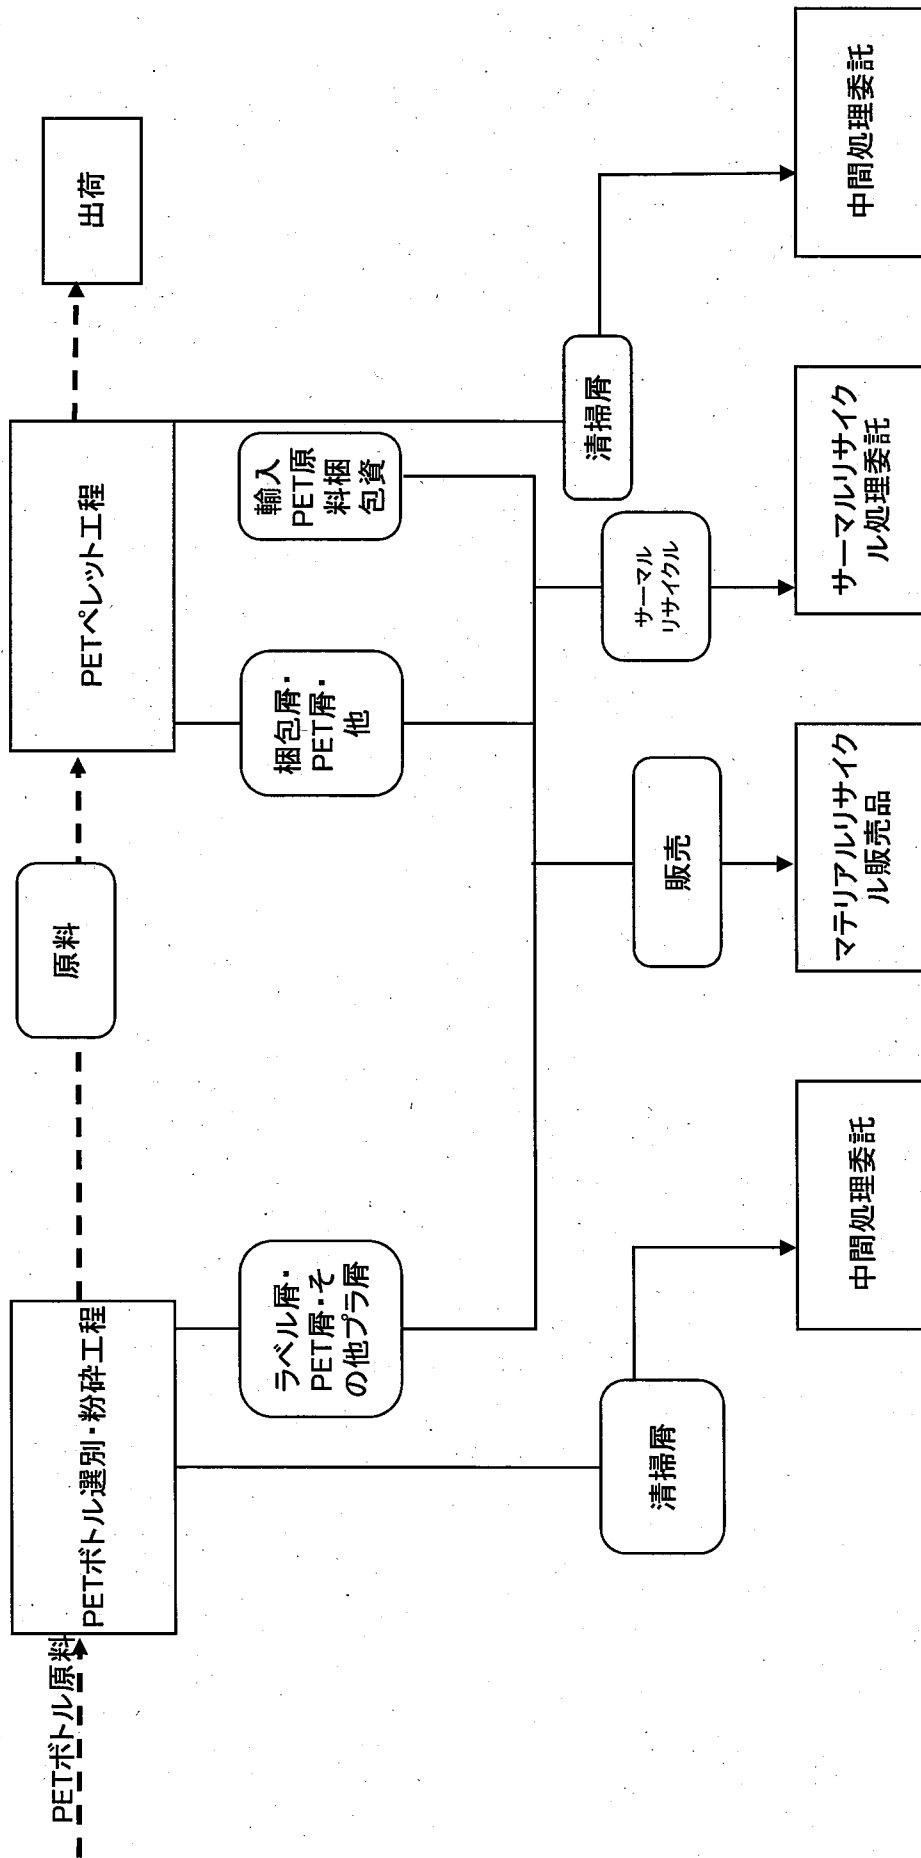 PETボトル原料
PETボトル選別・粉砕工程
原料
PETペレット工程
出荷
ラベル屑・
PET屑・そ
の他プラ屑
梱包屑・
PET屑・
他
輸入
PET原
料梱
包資
清掃屑
販売
サーマル
リサイクル
清掃屑
中間処理委託
マテリアルリサイク
ル販売品
サーマルリサイク
ル処理委託
中間処理委託